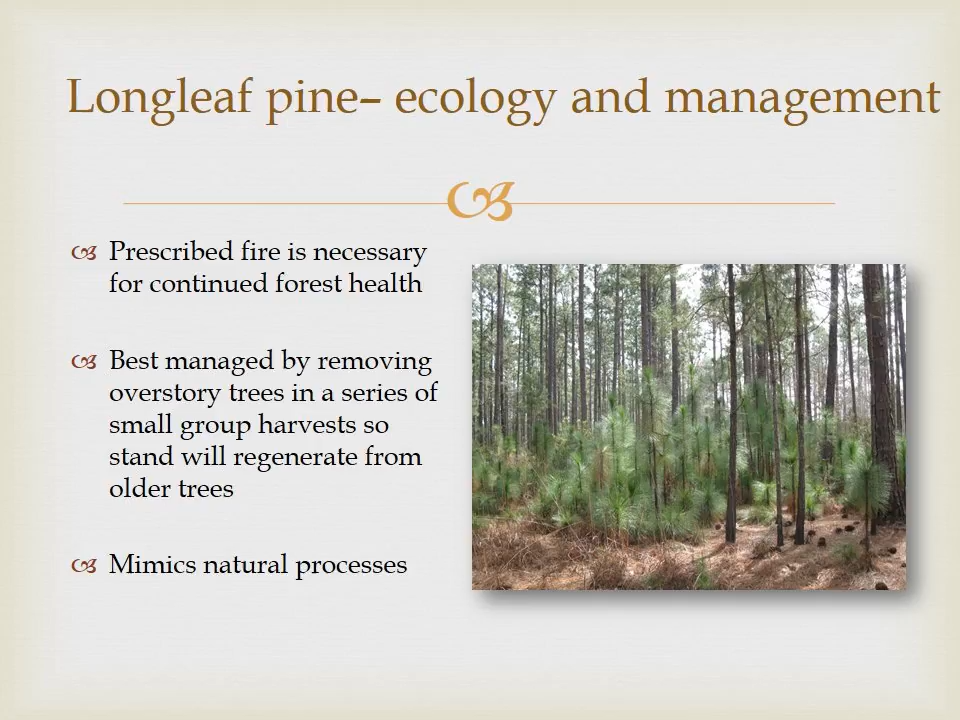 Longleaf pine– ecology and management
Prescribed fire is necessary
for continued forest health
Best managed by removing
overstory trees in a series of
small group harvests so
stand will regenerate from
older trees
Mimics natural processes